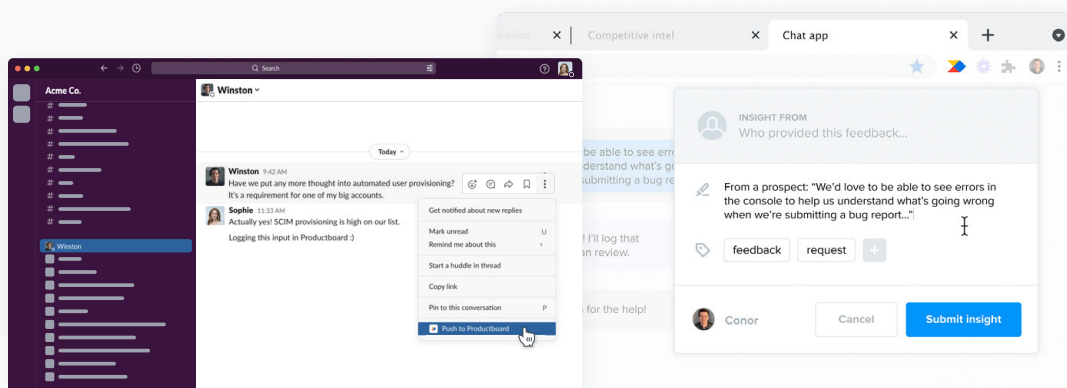 Search
Acme Co.
#
#
#
#
#
#
#
#
#
#
Winston
Winston
Today
Winston 9:42 AM
Have we put any more thought into automated user provisioning?
It's a requirement for one of my big accounts.
Sophie 11:33 AM
Actually yes! SCIM provisioning is high on our list.
Logging this input in Productboard :)
Get notified about new replies
Mark unread U
Remind me about this
Start a huddle in thread
Copy link
Pin to this conversation P
Push to Productboard
Competitive intel
Chat app
be able to see
derstand what's
submitting a bug
! I'll log that
an review.
for the help!
INSIGHT FROM
Who provided this feedback...
From a prospect: "We'd love to be able to see errors in
the console to help us understand what's going wrong
when we're submitting a bug report..."
feedback request +
Conor
Cancel
Submit insight